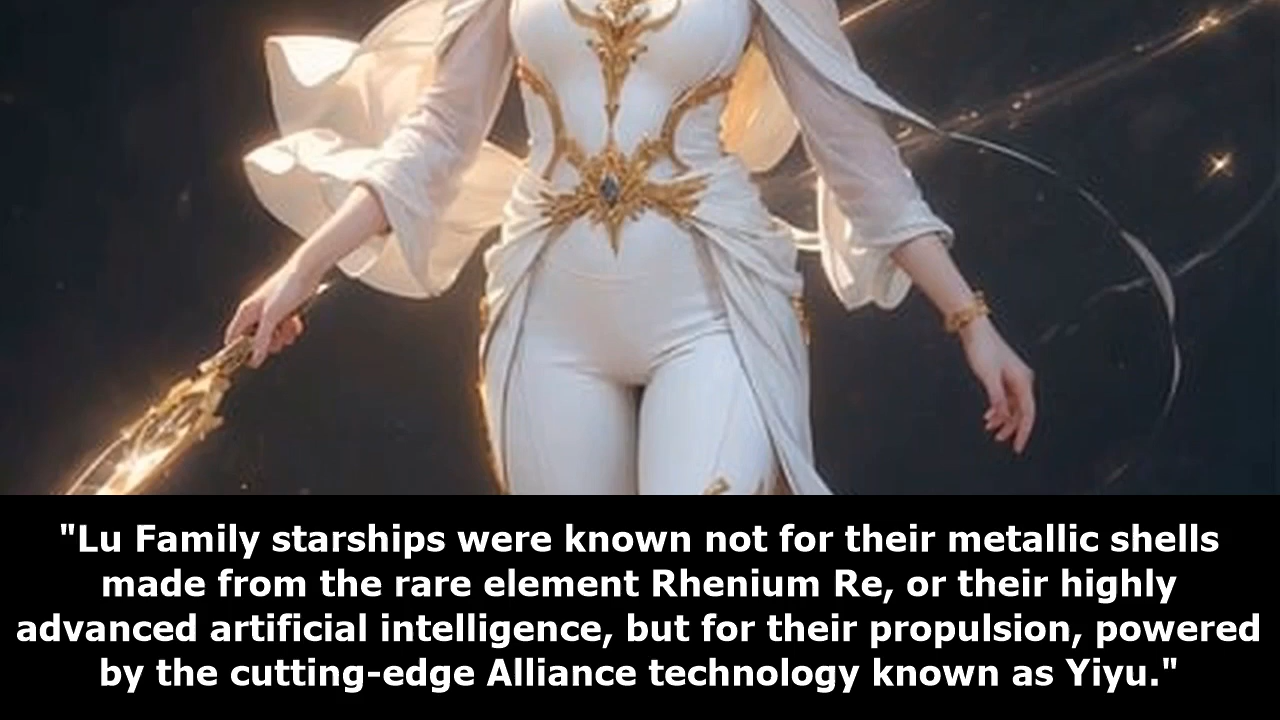 "Lu Family starships were known not for their metallic shells
made from the rare element Rhenium Re, or their highly
advanced artificial intelligence, but for their propulsion, powered
by the cutting-edge Alliance technology known as Yiyu."